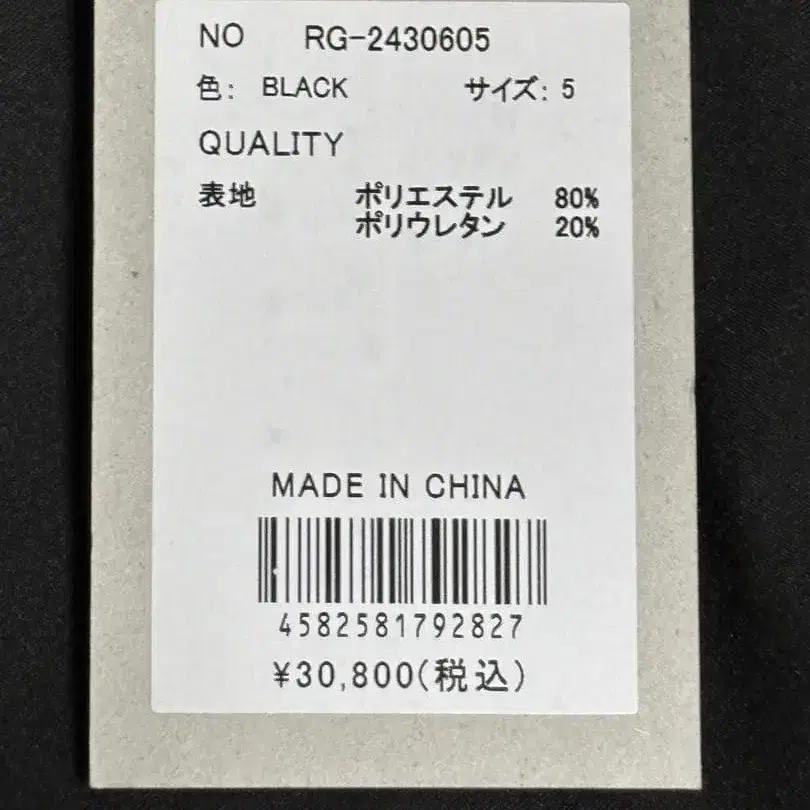 NO RG-2430605
色: BLACK サイズ: 5
QUALITY
表地 ポリエステル 80%
ポリウレタン 20%
MADE IN CHINA
4582581792827
¥30,800(税込)